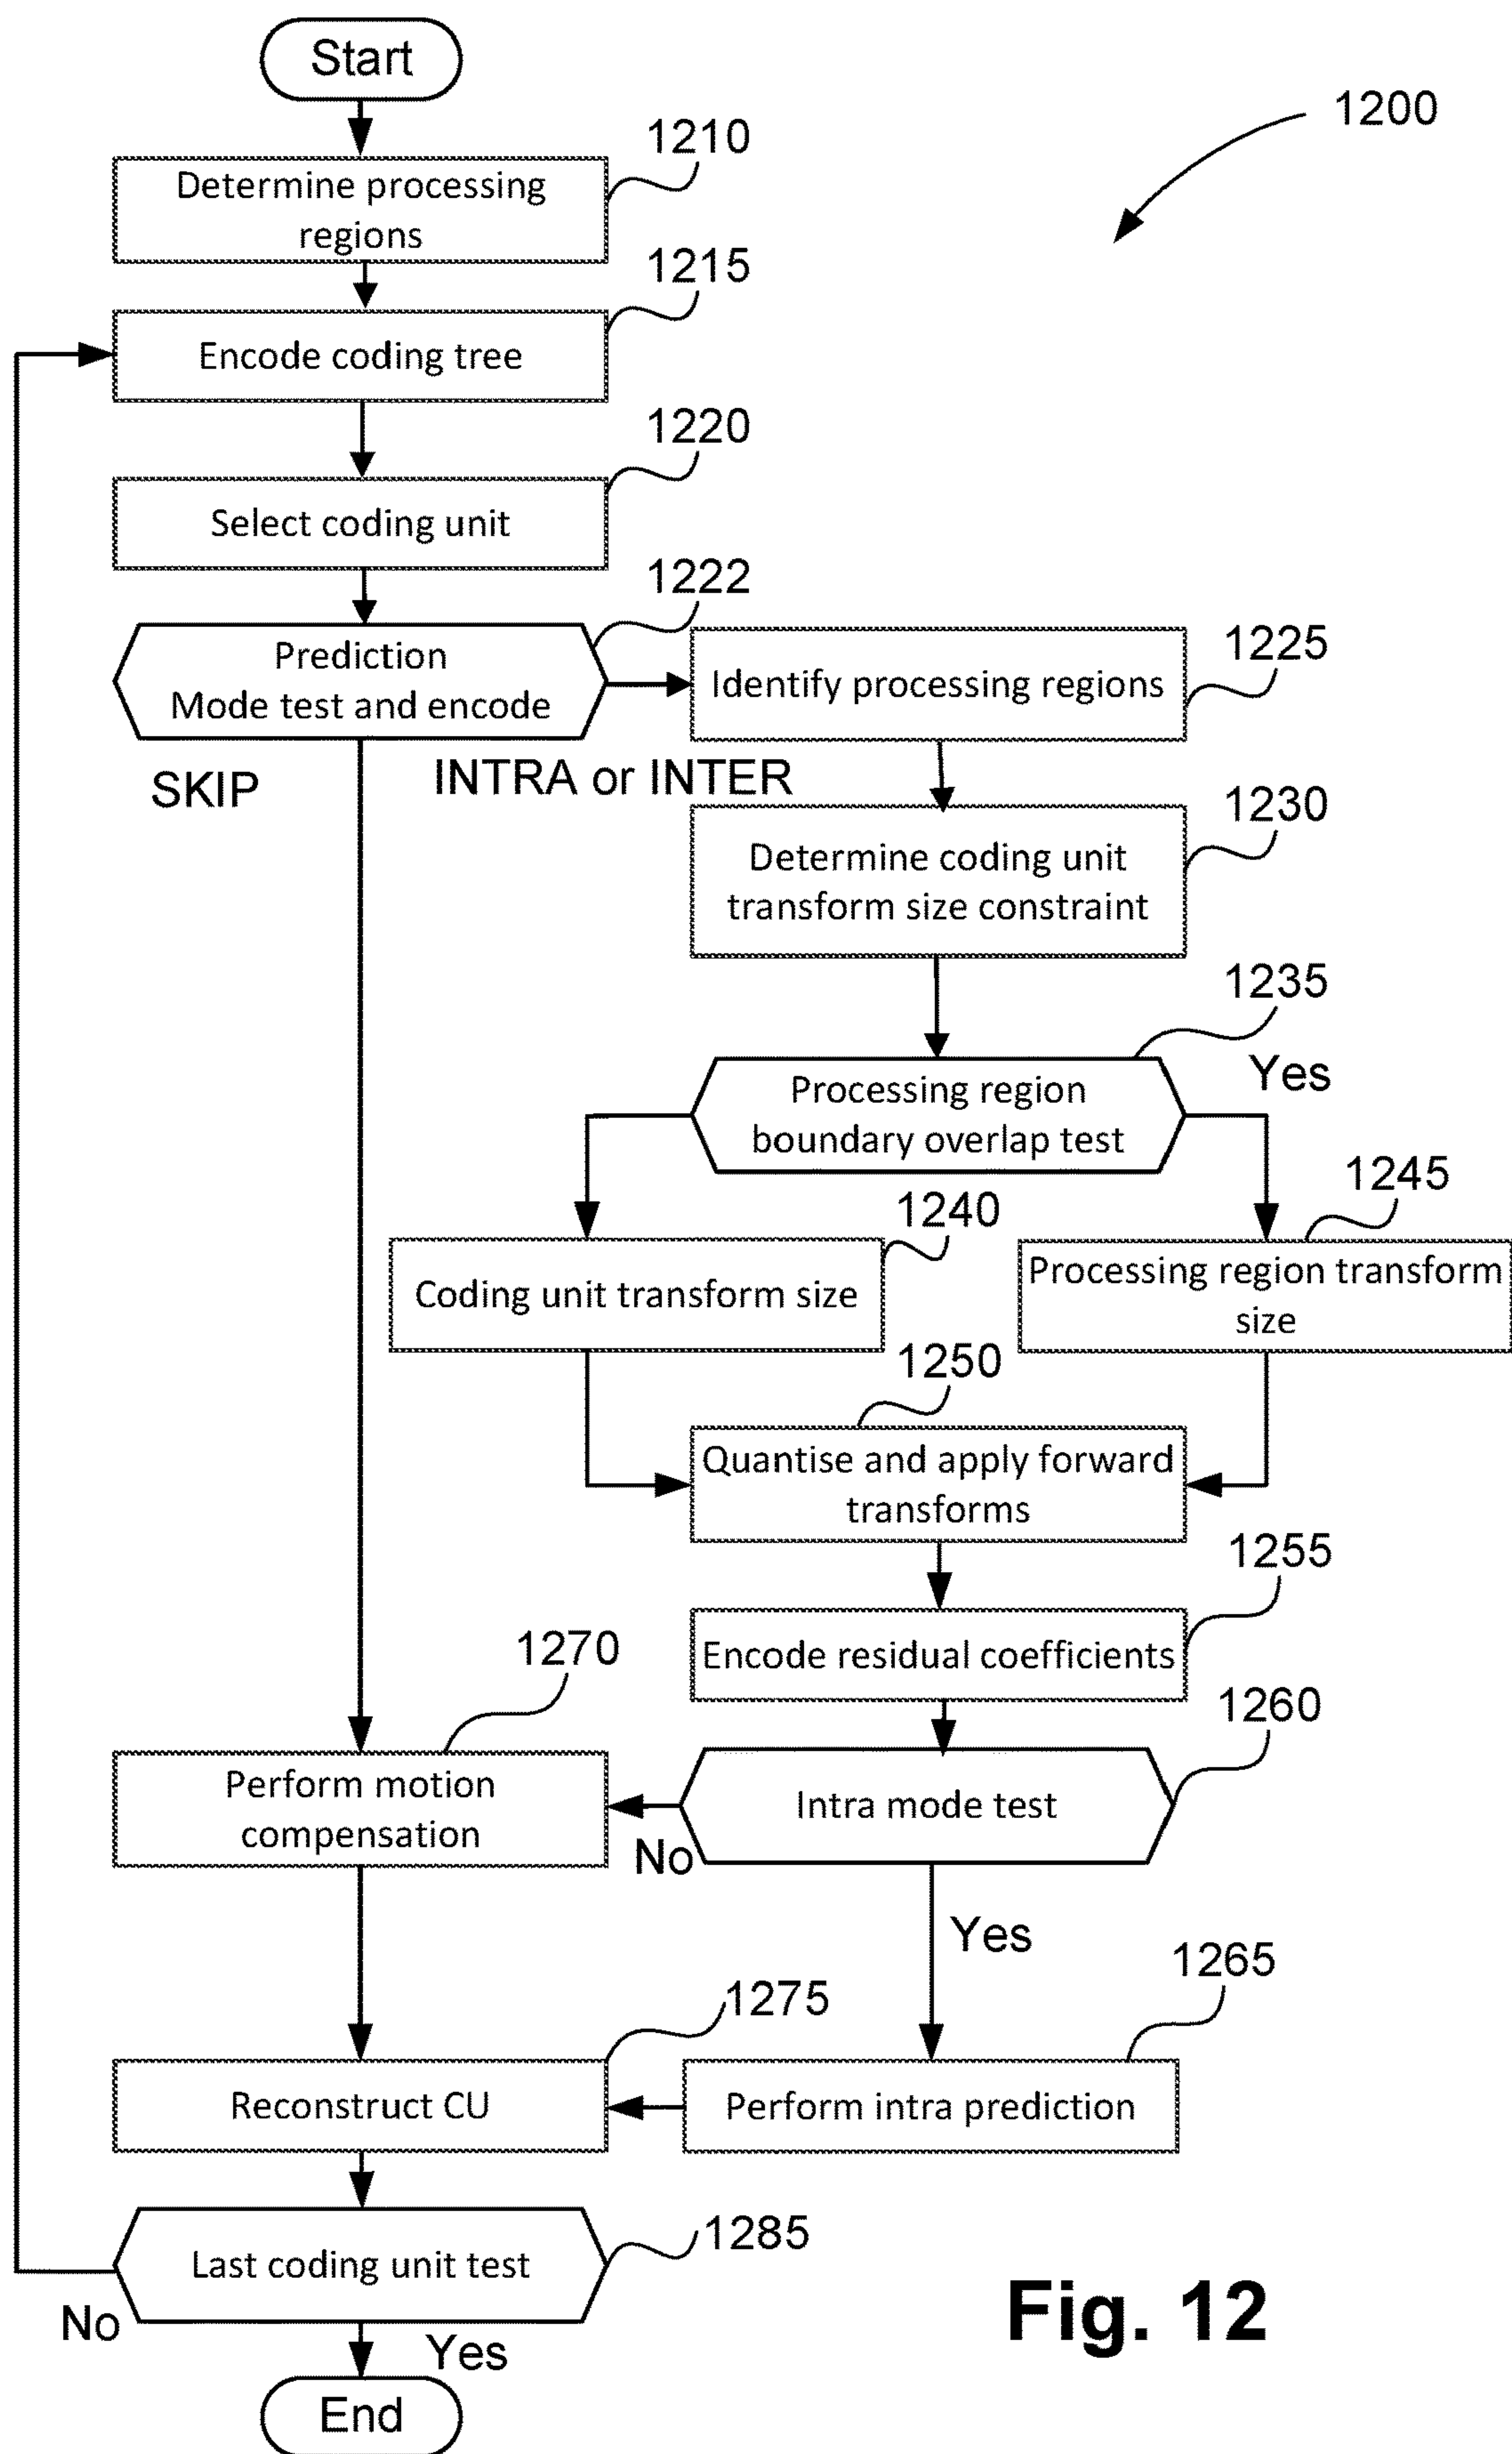 Start
1200
1210
Determine processing
regions
1215
Encode coding tree
1220
Select coding unit
1222
Prediction
Mode test and encode
1225
Identify processing regions
SKIP
INTRA or INTER
1230
Determine coding unit
transform size constraint
1235
Processing region
boundary overlap test
Yes
1240
Coding unit transform size
1245
Processing region transform
size
1250
Quantise and apply forward
transforms
1255
Encode residual coefficients
1260
Intra mode test
1270
Perform motion
compensation
No
Yes
1265
Perform intra prediction
1275
Reconstruct CU
1285
Last coding unit test
No
Yes
End
Fig. 12